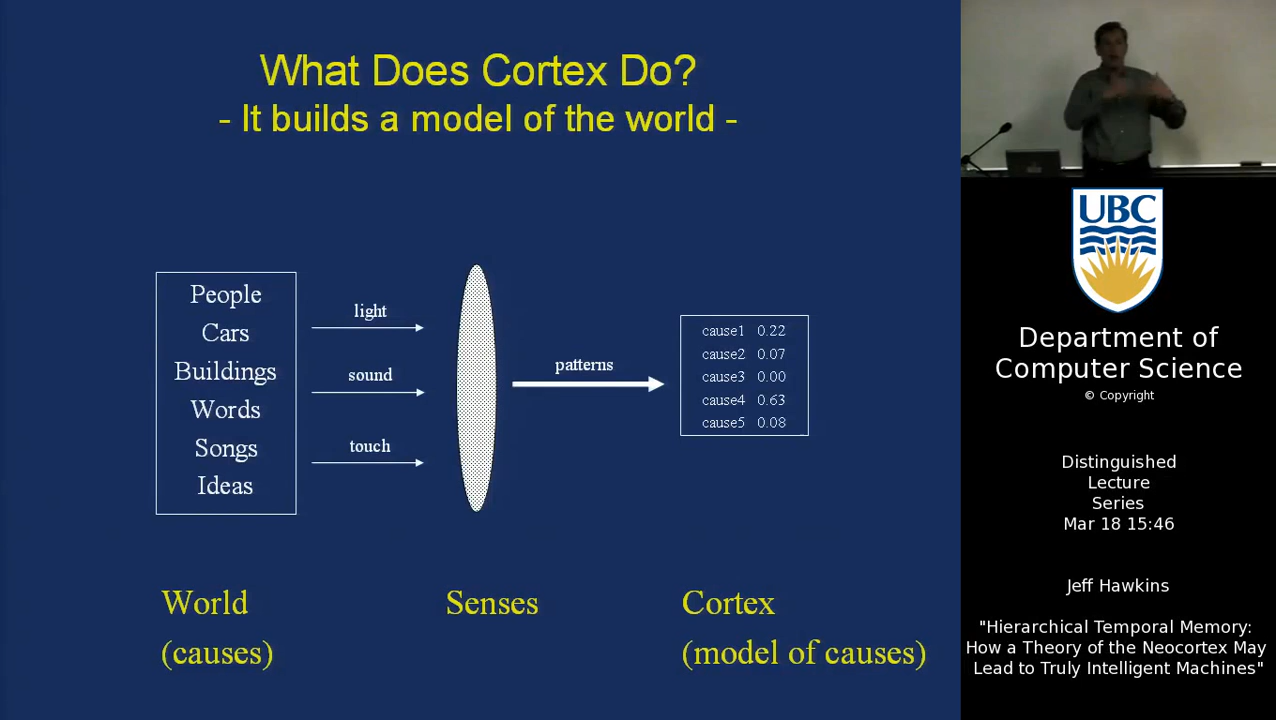 What Does Cortex Do?
- It builds a model of the world -
People
Cars
Buildings
Words
Songs
Ideas
light
sound
touch
patterns
cause1 0.22
cause2 0.07
cause3 0.00
cause4 0.63
cause5 0.08
World
(causes)
Senses
Cortex
(model of causes)
UBC
Department of
Computer Science
© Copyright
Distinguished
Lecture
Series
Mar 18 15:46
Jeff Hawkins
"Hierarchical Temporal Memory:
How a Theory of the Neocortex May
Lead to Truly Intelligent Machines"